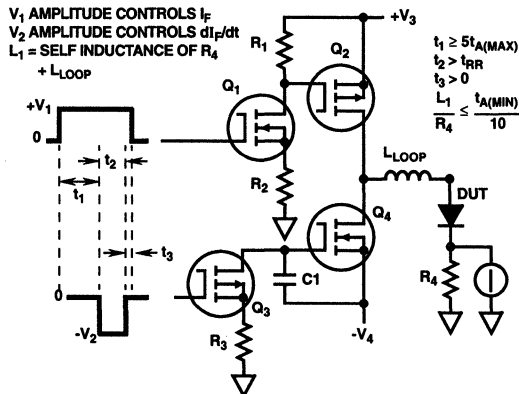 V1 AMPLITUDE CONTROLS IF
V2 AMPLITUDE CONTROLS dIF/dt
L1 = SELF INDUCTANCE OF R4
+ LLOOP
+V3
R1
Q2
t1 ≥ 5tA(MAX)
t2 > tRR
t3 > 0
L1/R4 ≤ tA(MIN)/10
Q1
+V1
0
t2
t1
t3
R2
LLOOP
DUT
Q4
R4
C1
Q3
0
-V2
R3
-V4